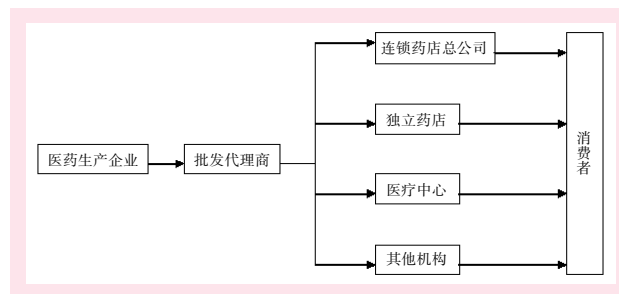 连锁药店总公司
独立药店
医药生产企业
批发代理商
医疗中心
其他机构
消费者